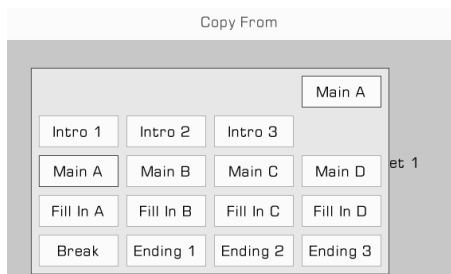 Copy From
Main A
Intro 1 Intro 2 Intro 3
Main A Main B Main C Main D et 1
Fill In A Fill In B Fill In C Fill In D
Break Ending 1 Ending 2 Ending 3